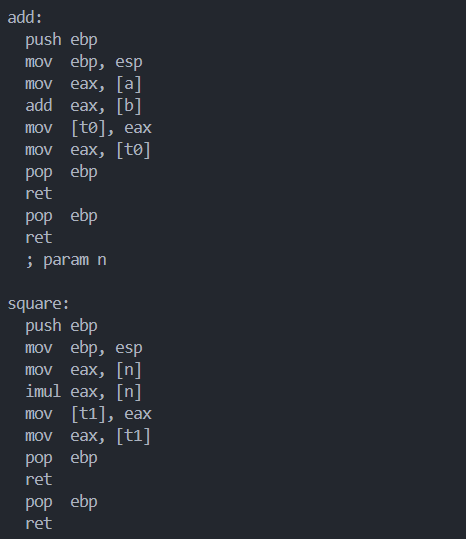 add:
  push ebp
  mov  ebp, esp
  mov  eax, [a]
  add  eax, [b]
  mov  [t0], eax
  mov  eax, [t0]
  pop  ebp
  ret
  pop  ebp
  ret
  ; param n

square:
  push ebp
  mov  ebp, esp
  mov  eax, [n]
  imul eax, [n]
  mov  [t1], eax
  mov  eax, [t1]
  pop  ebp
  ret
  pop  ebp
  ret